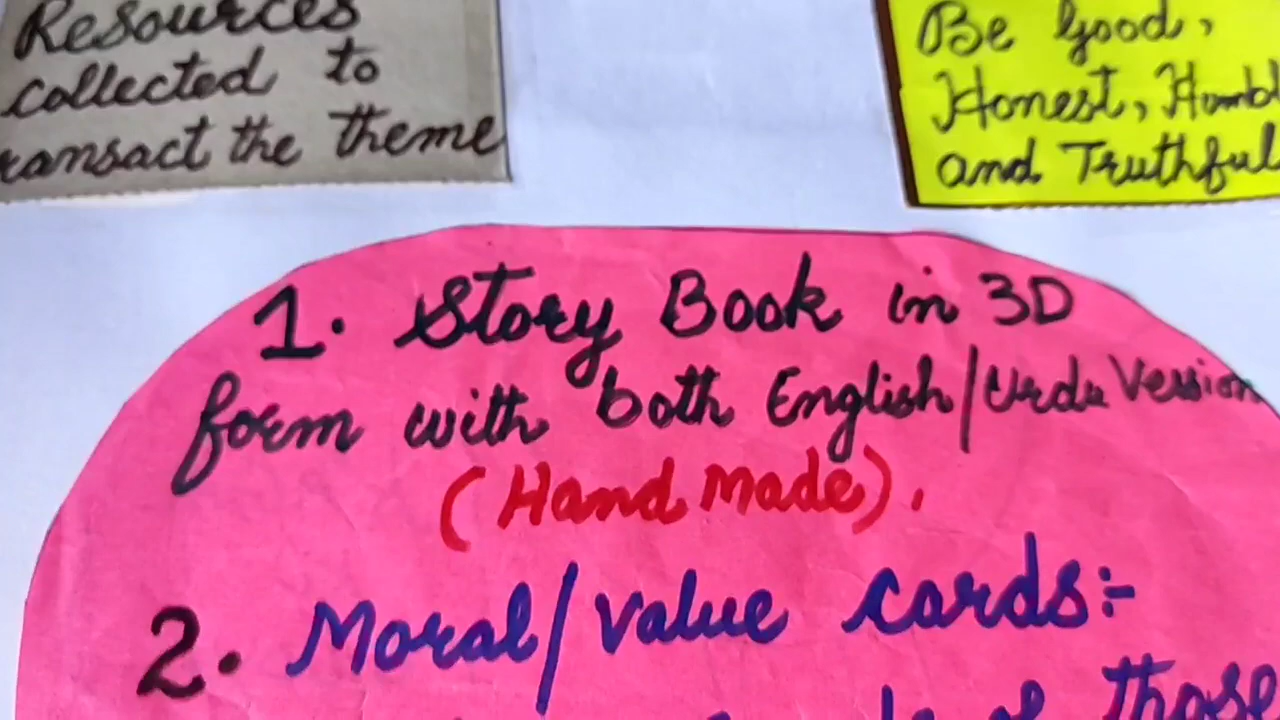 Resources
collected to
ransact the theme
Be Good,
Honest, Humbl
and Truthful
1. Story Book in 3D
form with both English/Urdu Version
(Hand Made).
2. Moral/Value cards:-
those